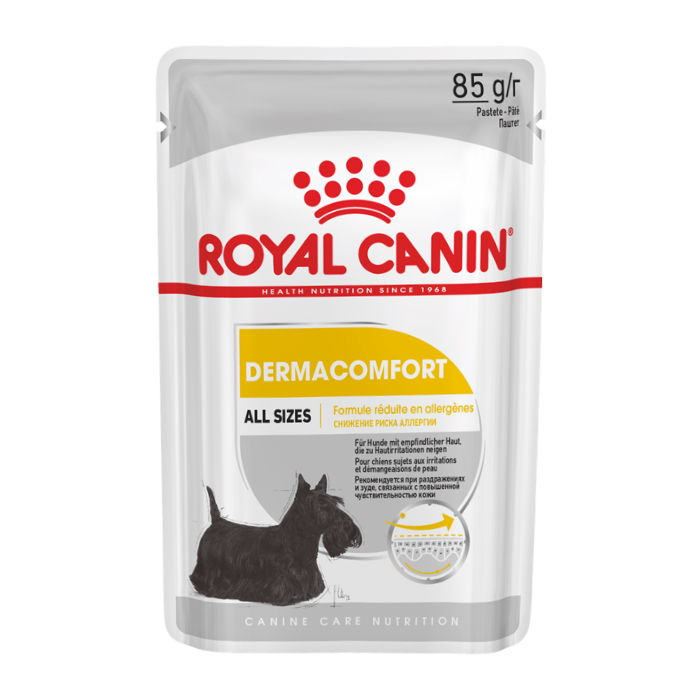 85 g/г
Pastete - Pâté
Паштет
ROYAL CANIN®
HEALTH NUTRITION SINCE 1968
DERMACOMFORT
ALL SIZES
Formule réduite en allergènes
СНИЖЕНИЕ РИСКА АЛЛЕРГИИ
Für Hunde mit empfindlicher Haut,
die zu Hautirritationen neigen
Pour chiens sujets aux irritations
et démangeaisons de peau
Рекомендуется при раздражениях
и зуде, связанных с повышенной
чувствительностью кожи
CANINE CARE NUTRITION